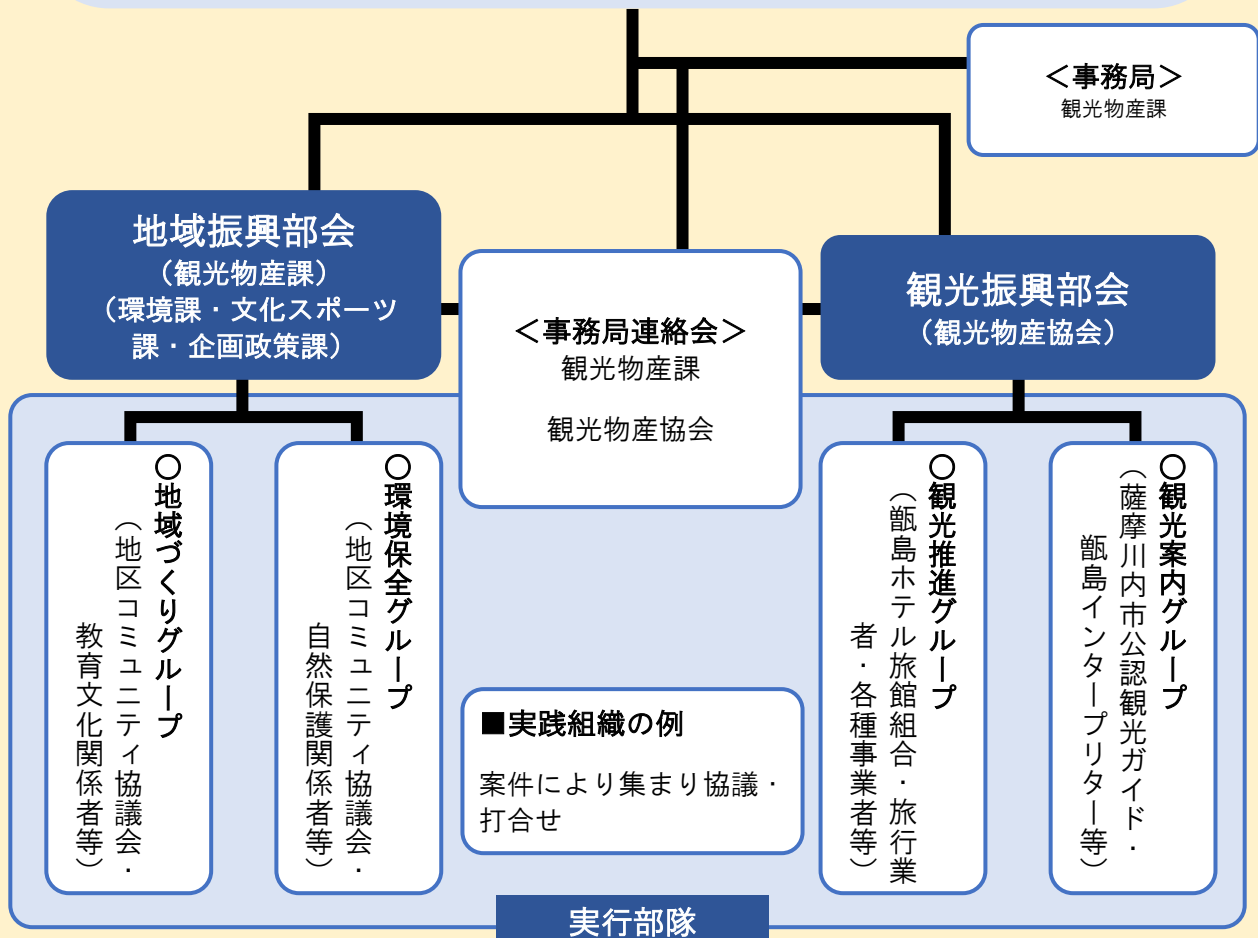 ＜事務局＞
観光物産課
地域振興部会
（観光物産課）
（環境課・文化スポーツ
課・企画政策課）
＜事務局連絡会＞
観光物産課
観光物産協会
観光振興部会
（観光物産協会）
〇地域づくりグループ
（地区コミュニティ協議会・
教育文化関係者等）
〇環境保全グループ
（地区コミュニティ協議会・
自然保護関係者等）
■実践組織の例
案件により集まり協議・
打合せ
〇観光推進グループ
（甑島ホテル旅館組合・旅行業
者・各種事業者等）
〇観光案内グループ
（薩摩川内市公認観光ガイド・
甑島インタープリター等）
実行部隊